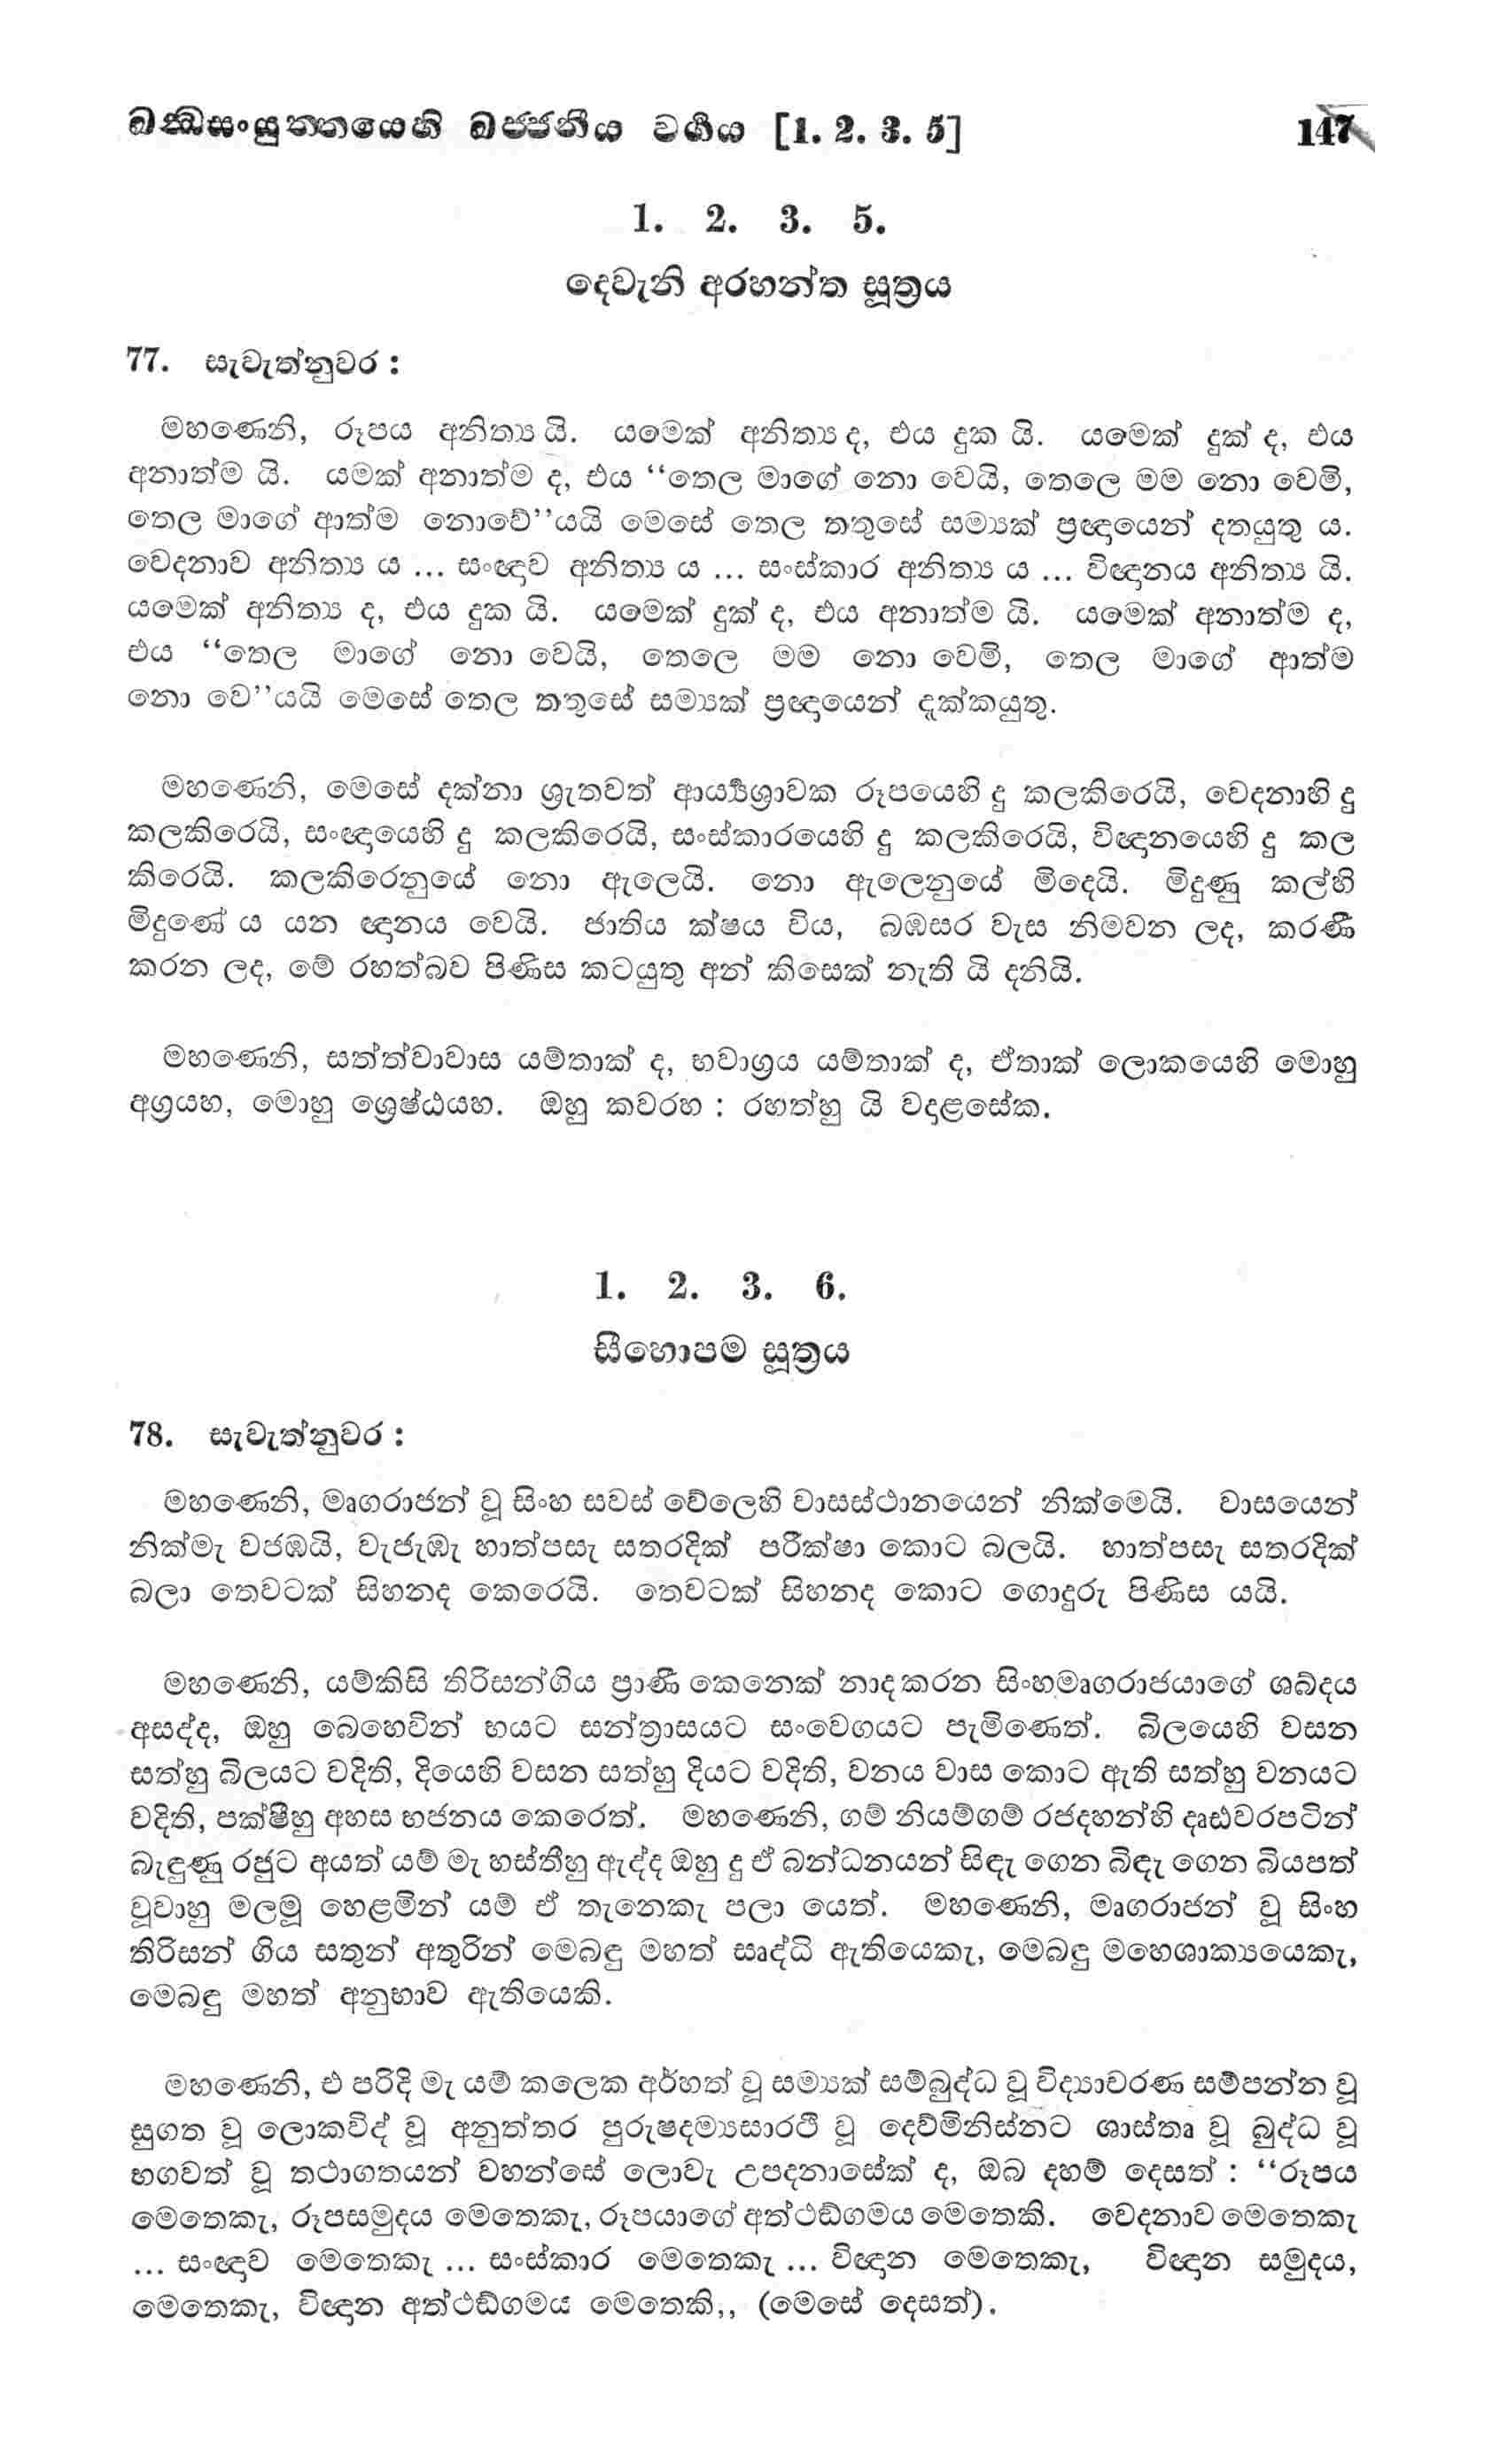 ඛන්‍ධසංයුත්තයෙහි ඛජ්ජනීය වර්‍ගය [1. 2. 3. 5] 147
1. 2. 3. 5.
දෙවැනි අරහන්ත සූත්‍රය
77. සැවැත්නුවර :
මහණෙනි, රූපය අනිත්‍ය යි. යමෙක් අනිත්‍ය ද, එය දුක යි. යමෙක් දුක් ද, එය
අනාත්ම යි. යමක් අනාත්ම ද, එය “තෙල මාගේ නො වෙයි, තෙලෙ මම නො වෙමි,
තෙල මාගේ ආත්ම නොවේ”යයි මෙසේ තෙල තතුසේ සම්‍යක් ප්‍රඥායෙන් දතයුතු ය.
වෙදනාව අනිත්‍ය ය ... සංඥාව අනිත්‍ය ය ... සංස්කාර අනිත්‍ය ය ... විඥානය අනිත්‍ය යි.
යමෙක් අනිත්‍ය ද, එය දුක යි. යමෙක් දුක් ද, එය අනාත්ම යි. යමෙක් අනාත්ම ද,
එය “තෙල මාගේ නො වෙයි, තෙලෙ මම නො වෙමි, තෙල මාගේ ආත්ම
නො වෙ”යයි මෙසේ තෙල තතුසේ සම්‍යක් ප්‍රඥායෙන් දැක්කයුතු.
මහණෙනි, මෙසේ දක්නා ශ්‍රැතවත් ආර්‍ය්‍යශ්‍රාවක රූපයෙහි දු කලකිරෙයි, වෙදනාහි දු
කලකිරෙයි, සංඥායෙහි දු කලකිරෙයි, සංස්කාරයෙහි දු කලකිරෙයි, විඥානයෙහි දු කල
කිරෙයි. කලකිරෙනුයේ නො ඇලෙයි. නො ඇලෙනුයේ මිදෙයි. මිදුණු කල්හි
මිදුණේ ය යන ඥානය වෙයි. ජාතිය ක්ෂය විය, බඹසර වැස නිමවන ලද, කරණී
කරන ලද, මේ රහත්බව පිණිස කටයුතු අන් කිසෙක් නැති යි දනියි.
මහණෙනි, සත්ත්වාවාස යම්තාක් ද, භවාග්‍රය යම්තාක් ද, ඒතාක් ලොකයෙහි මොහු
අග්‍රයහ, මොහු ශ්‍රෙෂ්ඨයහ. ඔහු කවරහ : රහත්හු යි වදාළසේක.
1. 2. 3. 6.
සීහොපම සූත්‍රය
78. සැවැත්නුවර :
මහණෙනි, මෘගරාජන් වූ සිංහ සවස් වේලෙහි වාසස්ථානයෙන් නික්මෙයි. වාසයෙන්
නික්මැ වජඹයි, වැජැඹැ හාත්පසැ සතරදික් පරීක්ෂා කොට බලයි. හාත්පසැ සතරදික්
බලා තෙවටක් සිහනද කෙරෙයි. තෙවටක් සිහනද කොට ගොදුරු පිණිස යයි.
මහණෙනි, යම්කිසි තිරිසන්ගිය ප්‍රාණී කෙනෙක් නාදකරන සිංහමෘගරාජයාගේ ශබ්දය
අසද්ද, ඔහු බෙහෙවින් භයට සන්ත්‍රාසයට සංවෙගයට පැමිණෙත්. බිලයෙහි වසන
සත්හු බිලයට වදිති, දියෙහි වසන සත්හු දියට වදිති, වනය වාස කොට ඇති සත්හු වනයට
වදිති, පක්ෂීහු අහස භජනය කෙරෙත්. මහණෙනි, ගම් නියම්ගම් රජදහන්හි දෘඪවරපටින්
බැඳුණු රජුට අයත් යම් මැ හස්තීහු ඇද්ද ඔහු දු ඒ බන්ධනයන් සිඳැ ගෙන බිඳැ ගෙන බියපත්
වූවාහු මලමූ හෙළමින් යම් ඒ තැනෙකැ පලා යෙත්. මහණෙනි, මෘගරාජන් වූ සිංහ
තිරිසන් ගිය සතුන් අතුරින් මෙබඳු මහත් සෘද්ධි ඇතියෙකැ, මෙබඳු මහෙශාක්‍යයෙකැ,
මෙබඳු මහත් අනුභාව ඇතියෙකි.
මහණෙනි, එ පරිදි මැ යම් කලෙක අර්හත් වූ සම්‍යක් සම්බුද්ධ වූ විද්‍යාචරණ සම්පන්න වූ
සුගත වූ ලොකවිද් වූ අනුත්තර පුරුෂදම්‍යසාරථි වූ දෙව්මිනිස්නට ශාස්තෘ වූ බුද්ධ වූ
භගවත් වූ තථාගතයන් වහන්සේ ලොවැ උපදනාසේක් ද, ඔබ දහම් දෙසත් : “රූපය
මෙතෙකැ, රූපසමුදය මෙතෙකැ, රූපයාගේ අත්ථඞ්ගමය මෙතෙකි. වෙදනාව මෙතෙකැ
... සංඥාව මෙතෙකැ ... සංස්කාර මෙතෙකැ ... විඥාන මෙතෙකැ, විඥාන සමුදය,
මෙතෙකැ, විඥාන අත්ථඞ්ගමය මෙතෙකි,, (මෙසේ දෙසත්).